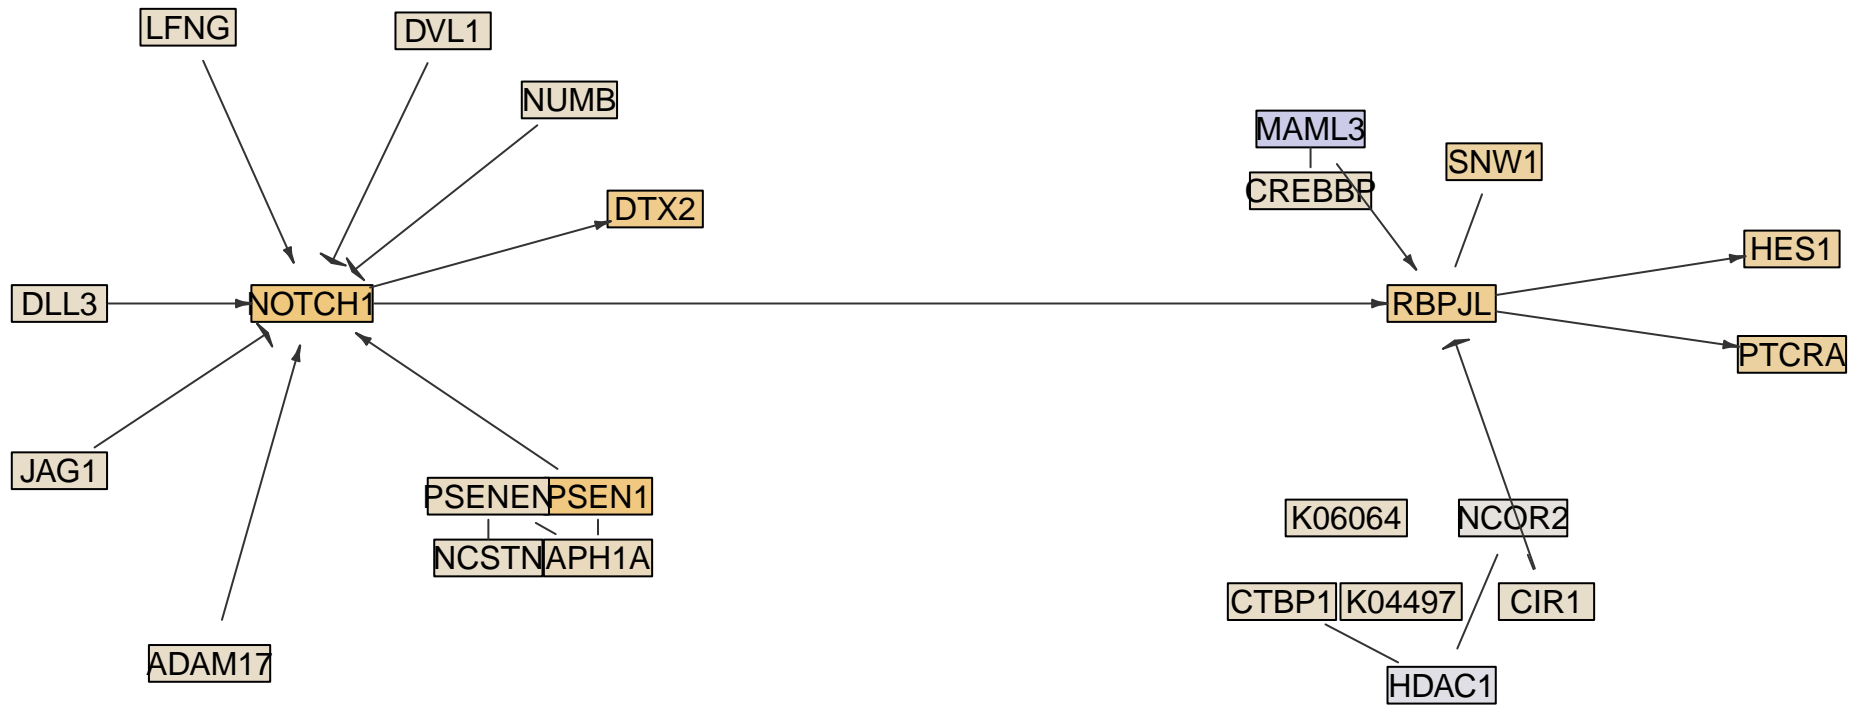 LFNG
DVL1
NUMB
MAML3
SNW1
CREBBP
DTX2
HES1
DLL3
NOTCH1
RBPJL
PTCRA
JAG1
PSENEN
PSEN1
K06064
NCOR2
NCSTN
APH1A
CTBP1
K04497
CIR1
ADAM17
HDAC1